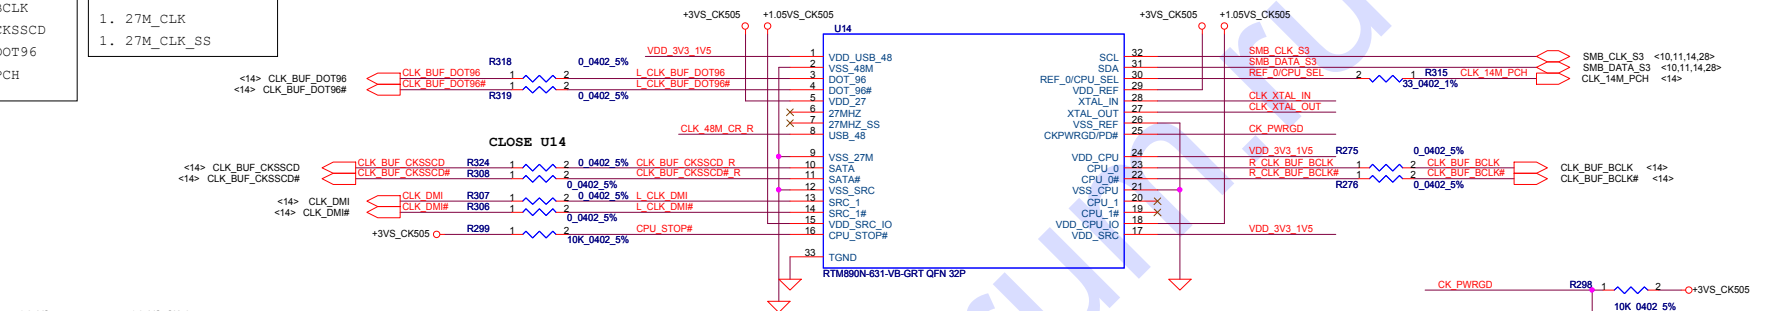 BCLK
CKSSCD
DOT96
PCH
1. 27M_CLK
1. 27M_CLK_SS
+3VS_CK505 +1.05VS_CK505
+3VS_CK505 +1.05VS_CK505
U14
<14> CLK_BUF_DOT96 CLK_BUF_DOT96 R318 1 2 0_0402_5% L_CLK_BUF_DOT96
<14> CLK_BUF_DOT96# CLK_BUF_DOT96# R319 1 2 0_0402_5% L_CLK_BUF_DOT96#
VDD_3V3_1V5
CLK_48M_CR_R
CLOSE U14
<14> CLK_BUF_CKSSCD CLK_BUF_CKSSCD R324 1 2 0_0402_5% CLK_BUF_CKSSCD_R
<14> CLK_BUF_CKSSCD# CLK_BUF_CKSSCD# R308 1 2 0_0402_5% CLK_BUF_CKSSCD#_R
<14> CLK_DMI CLK_DMI R307 1 2 0_0402_5% L_CLK_DMI
<14> CLK_DMI# CLK_DMI# R306 1 2 0_0402_5% L_CLK_DMI#
+3VS_CK505 R299 1 2 10K_0402_5% CPU_STOP#
1 VDD_USB_48
2 VSS_48M
3 DOT_96
4 DOT_96#
5 VDD_27
6 27MHZ
7 27MHZ_SS
8 USB_48
9 VSS_27M
10 SATA
11 SATA#
12 VSS_SRC
13 SRC_1
14 SRC_1#
15 VDD_SRC_IO
16 CPU_STOP#
33 TGND
SCL 32
SDA 31
REF_0/CPU_SEL 30
VDD_REF 29
XTAL_IN 28
XTAL_OUT 27
VSS_REF 26
CKPWRGD/PD# 25
VDD_CPU 24
CPU_0 23
CPU_0# 22
VSS_CPU 21
CPU_1 20
CPU_1# 19
VDD_CPU_IO 18
VDD_SRC 17
RTM890N-631-VB-GRT QFN 32P
SMB_CLK_S3 SMB_CLK_S3 <10,11,14,28>
SMB_DATA_S3 SMB_DATA_S3 <10,11,14,28>
REF_0/CPU_SEL 2 1 R315 33_0402_1% CLK_14M_PCH CLK_14M_PCH <14>
CLK_XTAL_IN
CLK_XTAL_OUT
CK_PWRGD
VDD_3V3_1V5
R_CLK_BUF_BCLK R275 1 2 0_0402_5% CLK_BUF_BCLK CLK_BUF_BCLK <14>
R_CLK_BUF_BCLK# R276 1 2 0_0402_5% CLK_BUF_BCLK# CLK_BUF_BCLK# <14>
VDD_3V3_1V5
CK_PWRGD R298 1 2 +3VS_CK505
10K_0402_5%